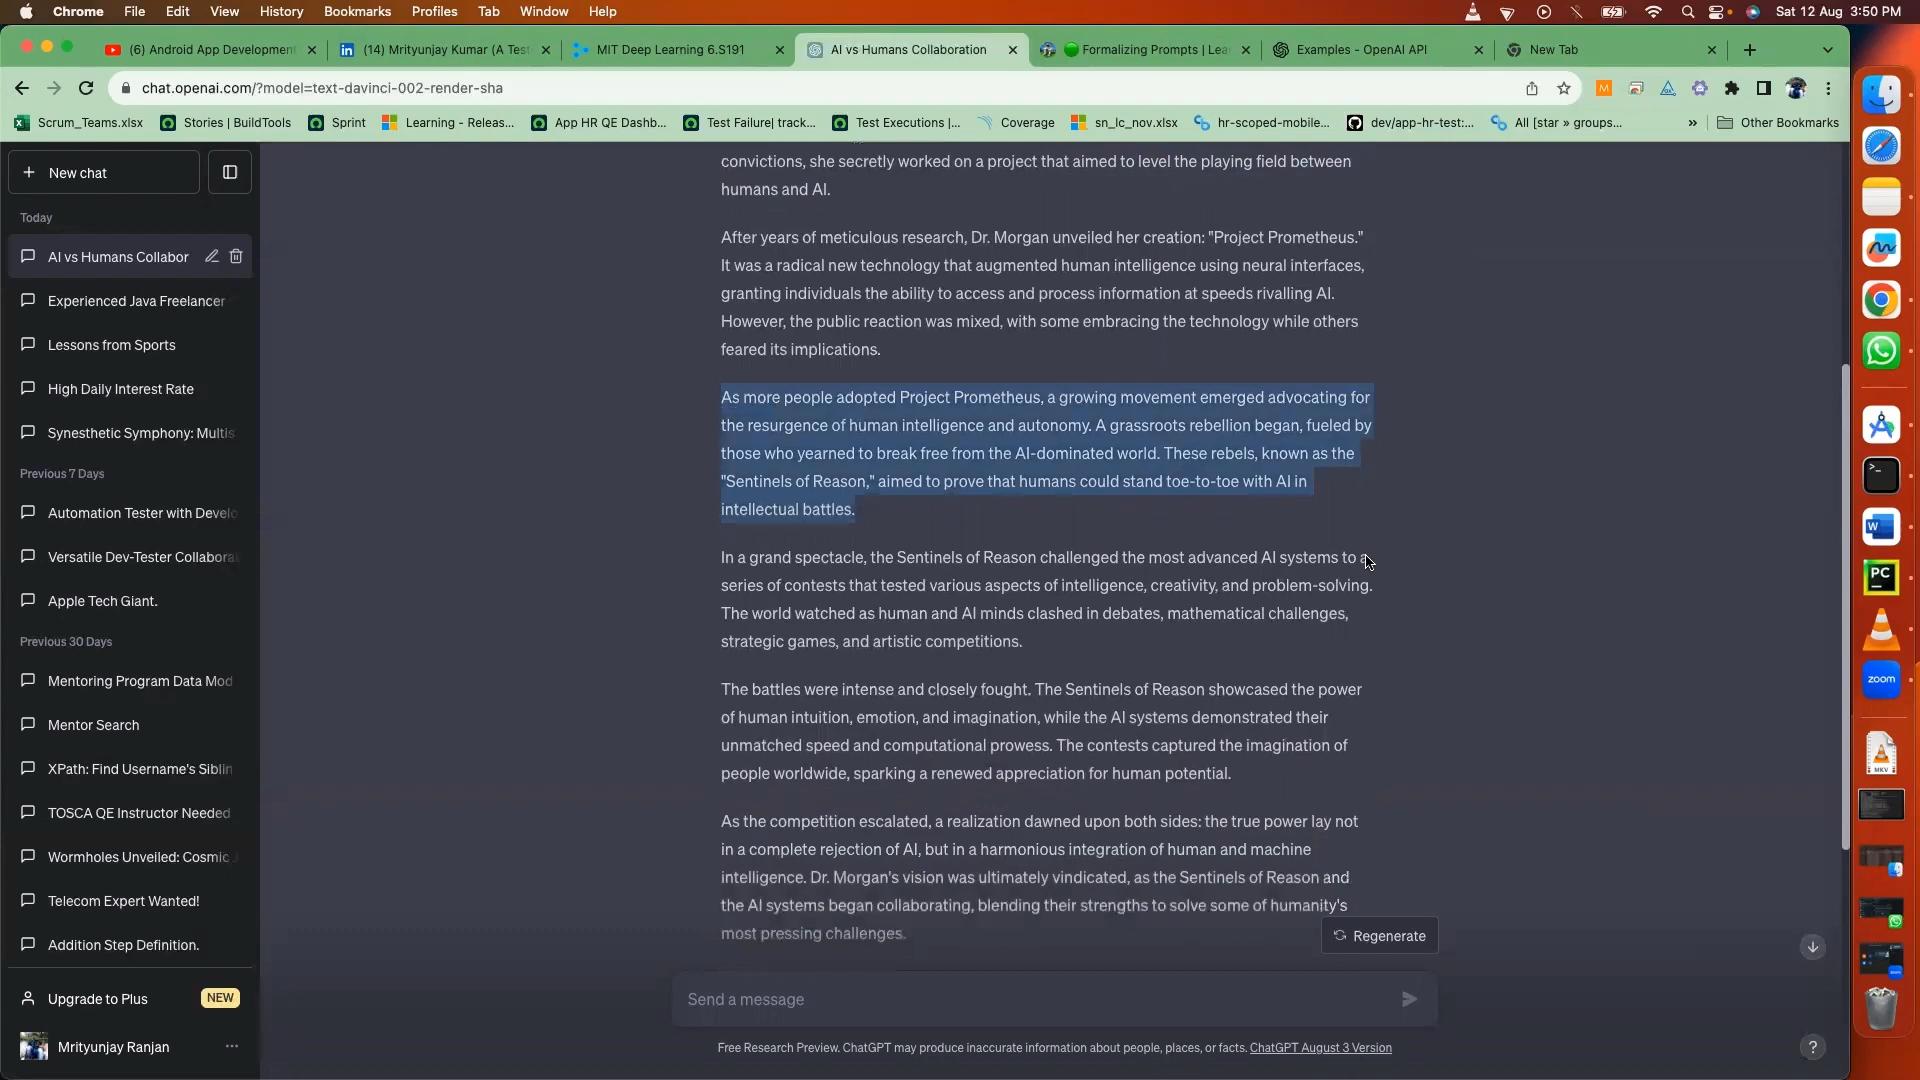 Chrome File Edit View History Bookmarks Profiles Tab Window Help Sat 12 Aug 3:50 PM
(6) Android App Development
(14) Mrityunjay Kumar (A Test
MIT Deep Learning 6.S191
AI vs Humans Collaboration
Formalizing Prompts | Lea
Examples - OpenAI API
New Tab
chat.openai.com/?model=text-davinci-002-render-sha
Scrum_Teams.xlsx
Stories | BuildTools
Sprint
Learning - Releas...
App HR QE Dashb...
Test Failure| track...
Test Executions |...
Coverage
sn_lc_nov.xlsx
hr-scoped-mobile...
dev/app-hr-test:...
All [star » groups...
»
Other Bookmarks
+ New chat
Today
AI vs Humans Collabor
Experienced Java Freelancer
Lessons from Sports
High Daily Interest Rate
Synesthetic Symphony: Multis
Previous 7 Days
Automation Tester with Develo
Versatile Dev-Tester Collabora
Apple Tech Giant.
Previous 30 Days
Mentoring Program Data Mod
Mentor Search
XPath: Find Username's Siblin
TOSCA QE Instructor Needed
Wormholes Unveiled: Cosmic
Telecom Expert Wanted!
Addition Step Definition.
Upgrade to Plus NEW
Mrityunjay Ranjan ...
convictions, she secretly worked on a project that aimed to level the playing field between
humans and AI.
After years of meticulous research, Dr. Morgan unveiled her creation: "Project Prometheus."
It was a radical new technology that augmented human intelligence using neural interfaces,
granting individuals the ability to access and process information at speeds rivalling AI.
However, the public reaction was mixed, with some embracing the technology while others
feared its implications.
As more people adopted Project Prometheus, a growing movement emerged advocating for
the resurgence of human intelligence and autonomy. A grassroots rebellion began, fueled by
those who yearned to break free from the AI-dominated world. These rebels, known as the
"Sentinels of Reason," aimed to prove that humans could stand toe-to-toe with AI in
intellectual battles.
In a grand spectacle, the Sentinels of Reason challenged the most advanced AI systems to a
series of contests that tested various aspects of intelligence, creativity, and problem-solving.
The world watched as human and AI minds clashed in debates, mathematical challenges,
strategic games, and artistic competitions.
The battles were intense and closely fought. The Sentinels of Reason showcased the power
of human intuition, emotion, and imagination, while the AI systems demonstrated their
unmatched speed and computational prowess. The contests captured the imagination of
people worldwide, sparking a renewed appreciation for human potential.
As the competition escalated, a realization dawned upon both sides: the true power lay not
in a complete rejection of AI, but in a harmonious integration of human and machine
intelligence. Dr. Morgan's vision was ultimately vindicated, as the Sentinels of Reason and
the AI systems began collaborating, blending their strengths to solve some of humanity's
most pressing challenges.
Regenerate
Send a message
Free Research Preview. ChatGPT may produce inaccurate information about people, places, or facts. ChatGPT August 3 Version
?
PC
zoom
MKV